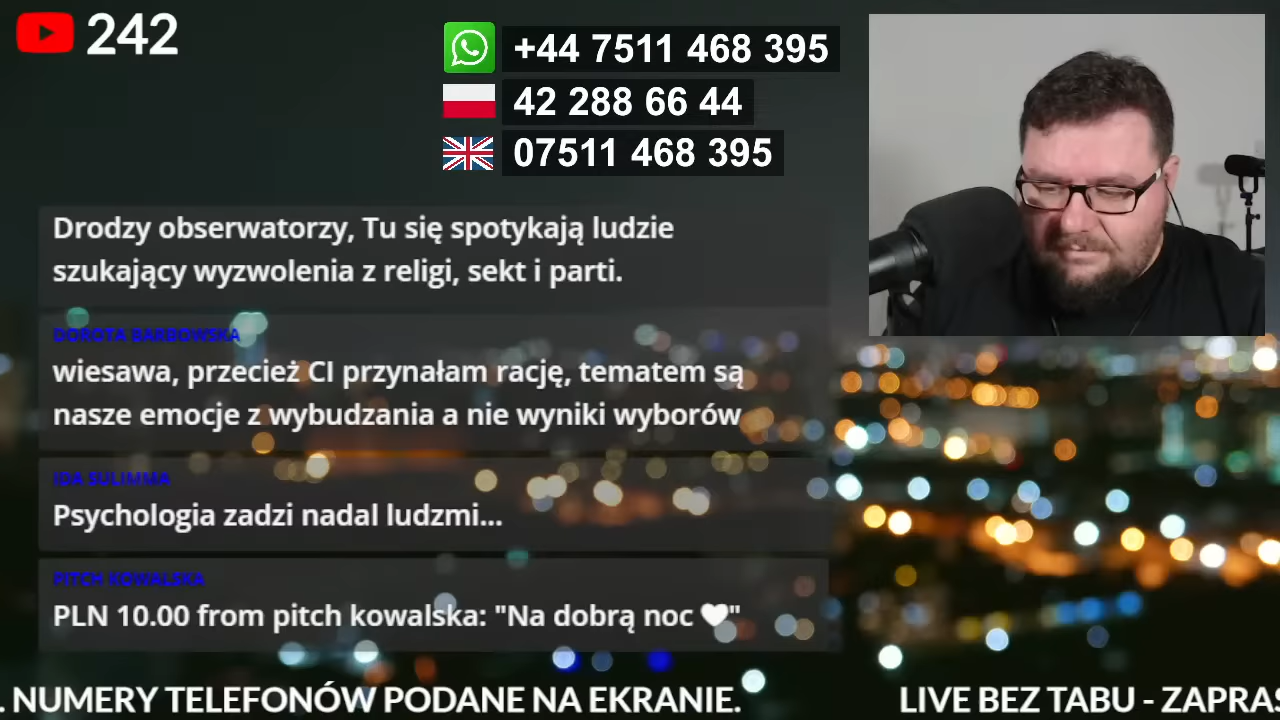 242
+44 7511 468 395
42 288 66 44
07511 468 395
Drodzy obserwatorzy, Tu się spotykają ludzie
szukający wyzwolenia z religi, sekt i parti.
DOROTA BARBOWSKA
wiesawa, przecież CI przynałam rację, tematem są
nasze emocje z wybudzania a nie wyniki wyborów
IDA SULIMMA
Psychologia zadzi nadal ludzmi...
PITCH KOWALSKA
PLN 10.00 from pitch kowalska: "Na dobrą noc 🤍"
. NUMERY TELEFONÓW PODANE NA EKRANIE. LIVE BEZ TABU - ZAPRAS